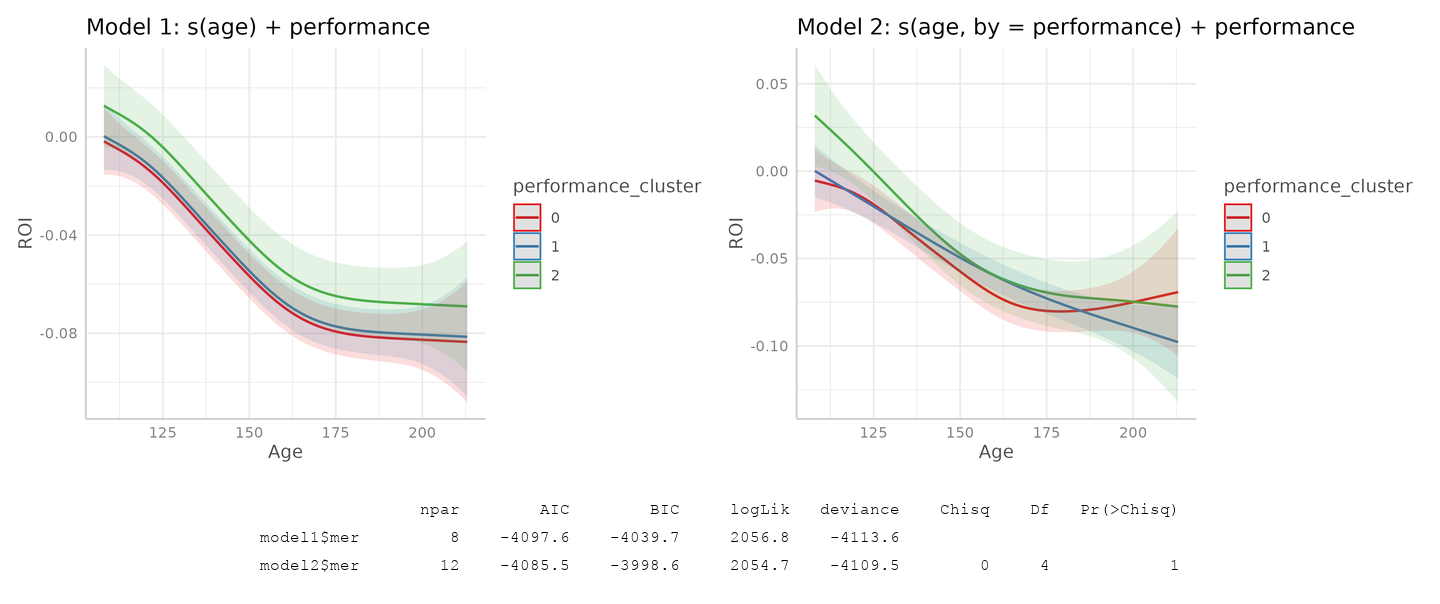 Model 1: s(age) + performance
0.00
-0.04
-0.08
ROI
125 150 175 200
Age
performance_cluster
0
1
2
Model 2: s(age, by = performance) + performance
0.05
0.00
-0.05
-0.10
ROI
125 150 175 200
Age
performance_cluster
0
1
2
npar AIC BIC logLik deviance Chisq Df Pr(>Chisq)
model1$mer 8 -4097.6 -4039.7 2056.8 -4113.6
model2$mer 12 -4085.5 -3998.6 2054.7 -4109.5 0 4 1